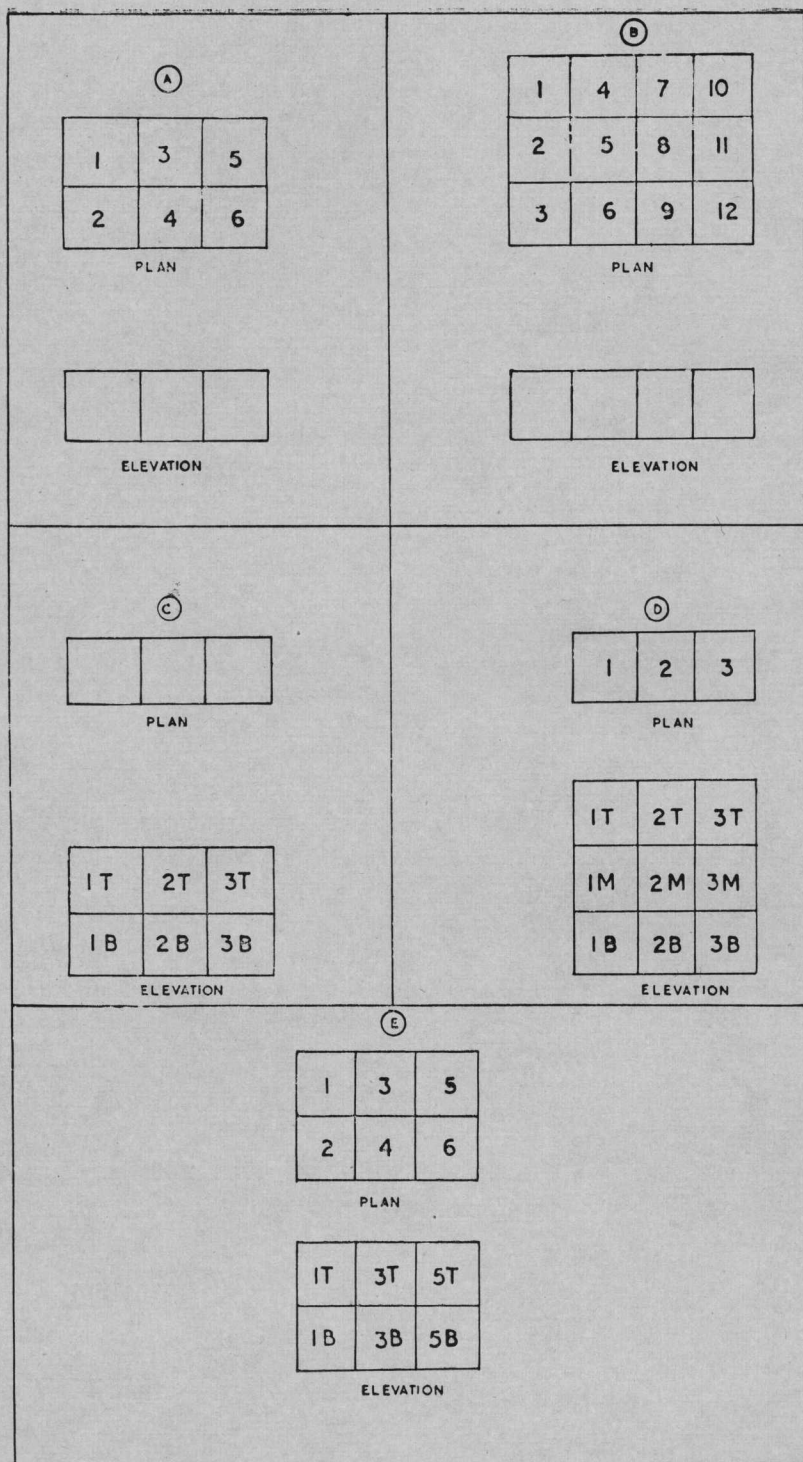 A
1 3 5
2 4 6
PLAN
ELEVATION
B
1 4 7 10
2 5 8 11
3 6 9 12
PLAN
ELEVATION
C
PLAN
1T 2T 3T
1B 2B 3B
ELEVATION
D
1 2 3
PLAN
1T 2T 3T
1M 2M 3M
1B 2B 3B
ELEVATION
E
1 3 5
2 4 6
PLAN
1T 3T 5T
1B 3B 5B
ELEVATION